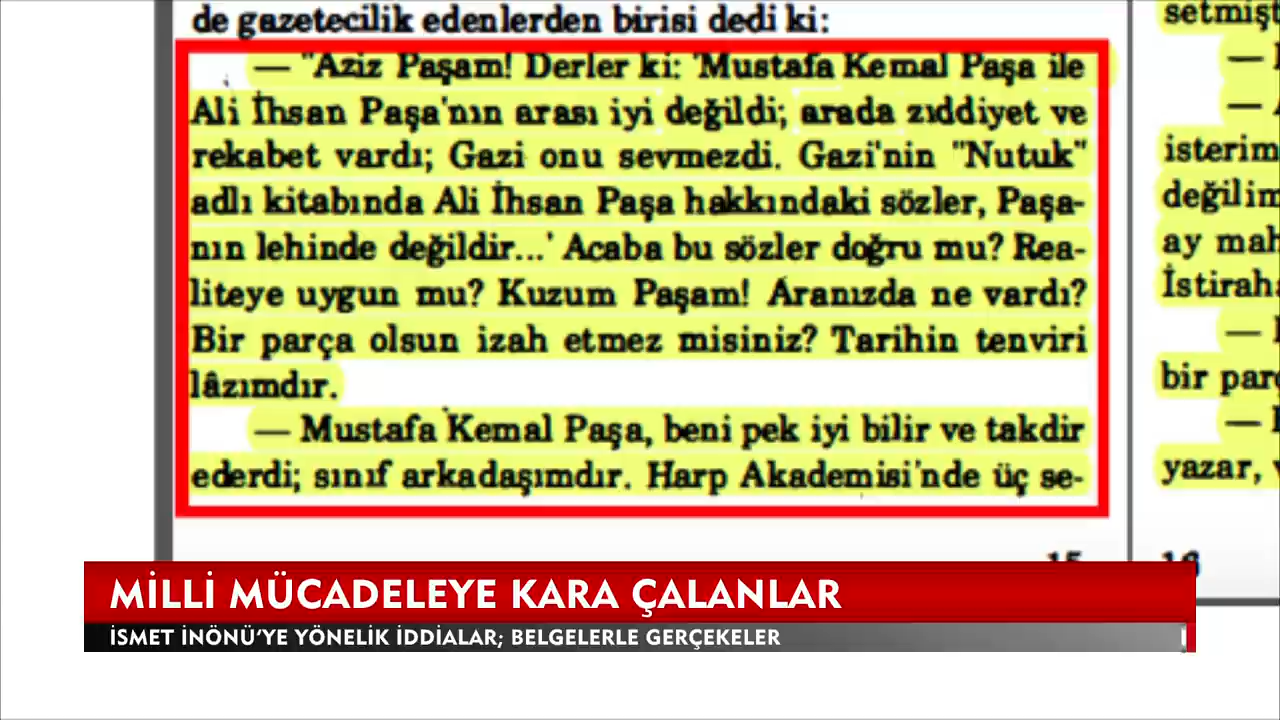 de gazetecilik edenlerden birisi dedi ki:
— "Aziz Paşam! Derler ki: 'Mustafa Kemal Paşa ile
Ali İhsan Paşa'nın arası iyi değildi; arada zıddiyet ve
rekabet vardı; Gazi onu sevmezdi. Gazi'nin "Nutuk"
adlı kitabında Ali İhsan Paşa hakkındaki sözler, Paşa-
nın lehinde değildir...' Acaba bu sözler doğru mu? Rea-
liteye uygun mu? Kuzum Paşam! Aranızda ne vardı?
Bir parça olsun izah etmez misiniz? Tarihin tenviri
lâzımdır.
— Mustafa Kemal Paşa, beni pek iyi bilir ve takdir
ederdi; sınıf arkadaşımdır. Harp Akademisi'nde üç se-
15
setmişt
—
—
isterim
değilim
ay mah
İstiraha
—
bir parç
—
yazar,
16
MİLLİ MÜCADELEYE KARA ÇALANLAR
İSMET İNÖNÜ'YE YÖNELİK İDDİALAR; BELGELERLE GERÇEKELER